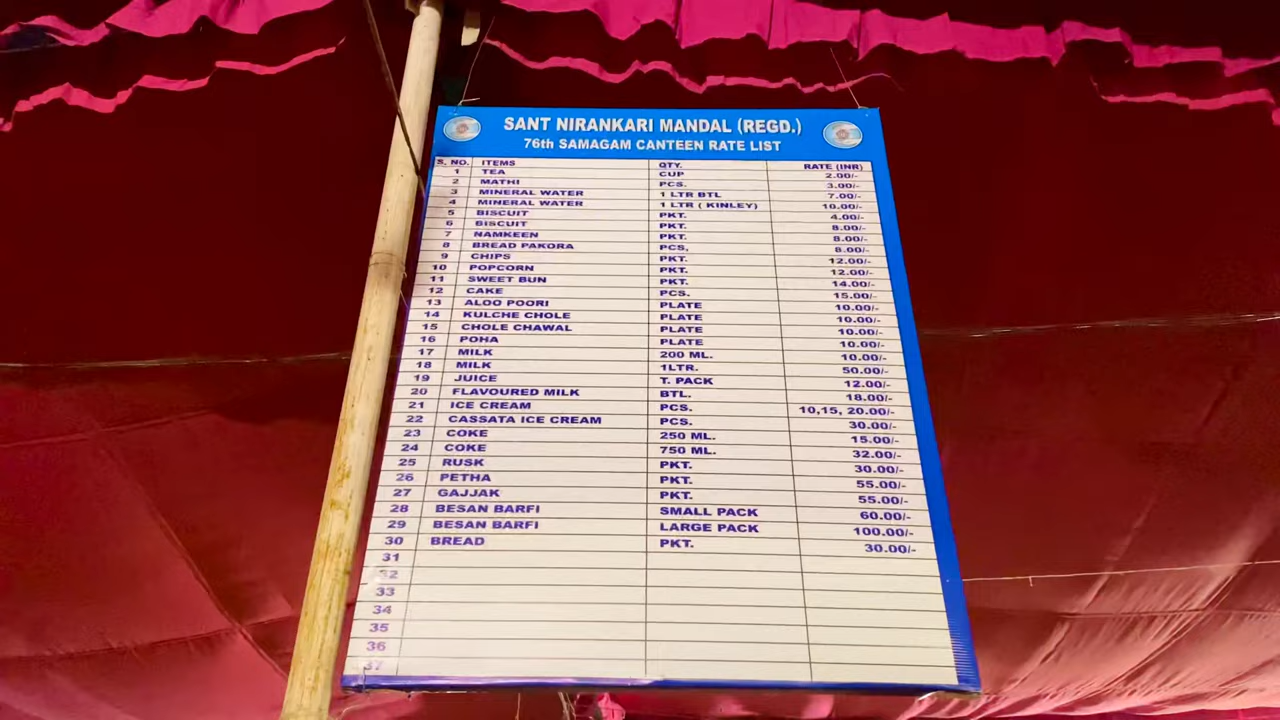 SANT NIRANKARI MANDAL (REGD.)
76th SAMAGAM CANTEEN RATE LIST
S. NO. ITEMS QTY. RATE (INR)
1 TEA CUP 2.00/-
2 MATHI PCS. 3.00/-
3 MINERAL WATER 1 LTR BTL 7.00/-
4 MINERAL WATER 1 LTR ( KINLEY) 10.00/-
5 BISCUIT PKT. 4.00/-
6 BISCUIT PKT. 8.00/-
7 NAMKEEN PKT. 8.00/-
8 BREAD PAKORA PCS, 8.00/-
9 CHIPS PKT. 12.00/-
10 POPCORN PKT. 12.00/-
11 SWEET BUN PKT. 14.00/-
12 CAKE PCS. 15.00/-
13 ALOO POORI PLATE 10.00/-
14 KULCHE CHOLE PLATE 10.00/-
15 CHOLE CHAWAL PLATE 10.00/-
16 POHA PLATE 10.00/-
17 MILK 200 ML. 10.00/-
18 MILK 1LTR. 50.00/-
19 JUICE T. PACK 12.00/-
20 FLAVOURED MILK BTL. 18.00/-
21 ICE CREAM PCS. 10,15, 20.00/-
22 CASSATA ICE CREAM PCS. 30.00/-
23 COKE 250 ML. 15.00/-
24 COKE 750 ML. 32.00/-
25 RUSK PKT. 30.00/-
26 PETHA PKT. 55.00/-
27 GAJJAK PKT. 55.00/-
28 BESAN BARFI SMALL PACK 60.00/-
29 BESAN BARFI LARGE PACK 100.00/-
30 BREAD PKT. 30.00/-
31
32
33
34
35
36
37